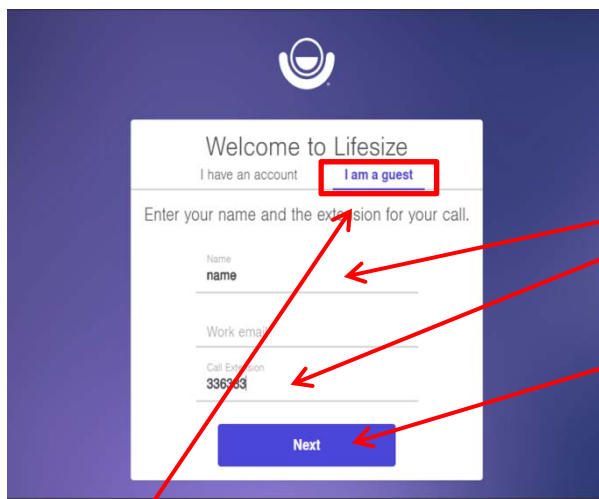 Welcome to Lifesize
I have an account I am a guest
Enter your name and the extension for your call.
Name
name
Work email
Call Extension
336333
Next